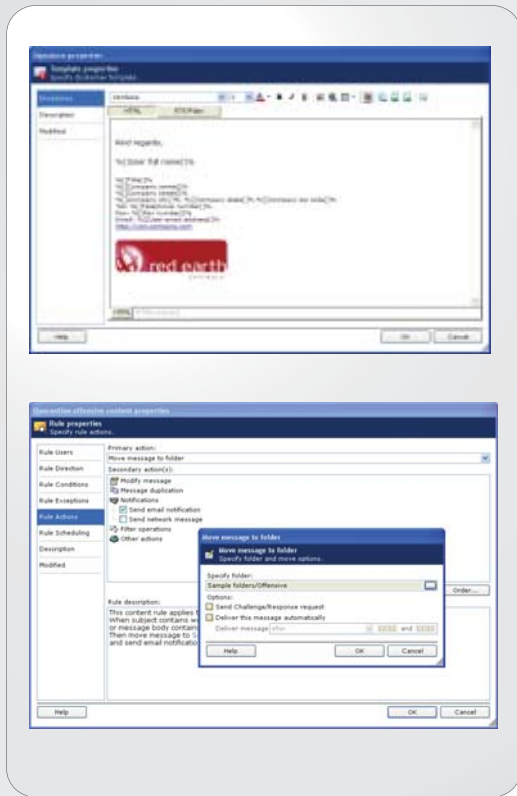 Template properties
Specify disclaimer template.
Disclaimer
Description
Modified
Verdana
HTML
RTF/Plain
Kind regards,
red earth
HTML
Help
OK
Cancel
Quarantine offensive content properties
Rule properties
Specify rule actions.
Rule Users
Rule Direction
Rule Conditions
Rule Exceptions
Rule Actions
Rule Scheduling
Description
Modified
Primary action:
Move message to folder
Secondary action(s):
Modify message
Message duplication
Notifications
Send email notification
Send network message
Filter operations
Other actions
Order...
Rule description:
This content rule applies t
When subject contains w
or message body contain
Then move message to
and send email notificatio
Move message to folder
Move message to folder
Specify folder and move options.
Specify folder:
Sample folders/Offensive
Options:
Send Challenge/Response request
Deliver this message automatically
Deliver message after and
Help
OK
Cancel
Help
OK
Cancel